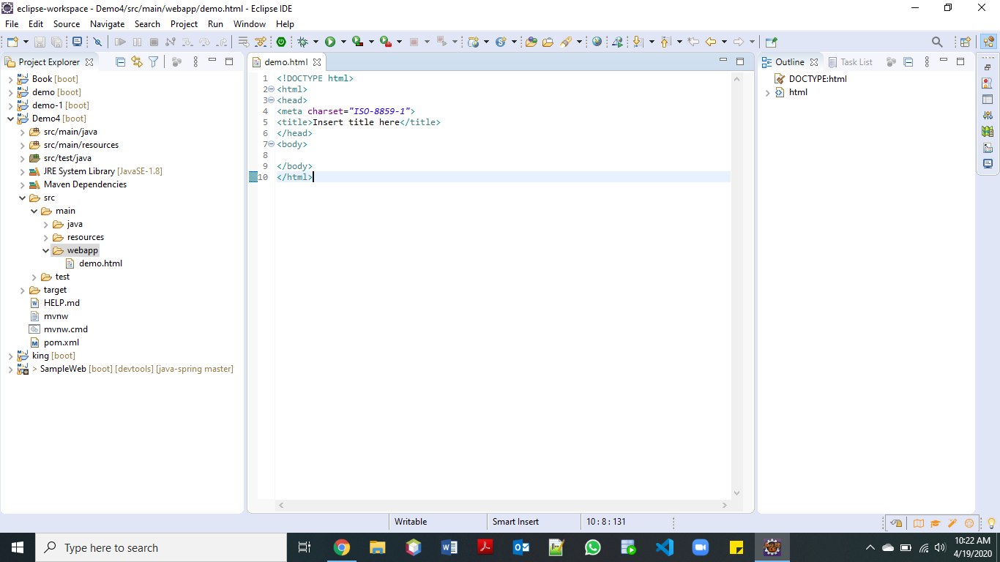 eclipse-workspace - Demo4/src/main/webapp/demo.html - Eclipse IDE
File Edit Source Navigate Search Project Run Window Help
Project Explorer
Book [boot]
demo [boot]
demo-1 [boot]
Demo4 [boot]
src/main/java
src/main/resources
src/test/java
JRE System Library [JavaSE-1.8]
Maven Dependencies
src
main
java
resources
webapp
demo.html
test
target
HELP.md
mvnw
mvnw.cmd
pom.xml
king [boot]
> SampleWeb [boot] [devtools] [java-spring master]
demo.html
1 <!DOCTYPE html>
2 <html>
3 <head>
4 <meta charset="ISO-8859-1">
5 <title>Insert title here</title>
6 </head>
7 <body>
8
9 </body>
10 </html>
Outline Task List
DOCTYPE:html
html
Writable Smart Insert 10 : 8 : 131
Type here to search
10:22 AM
4/19/2020